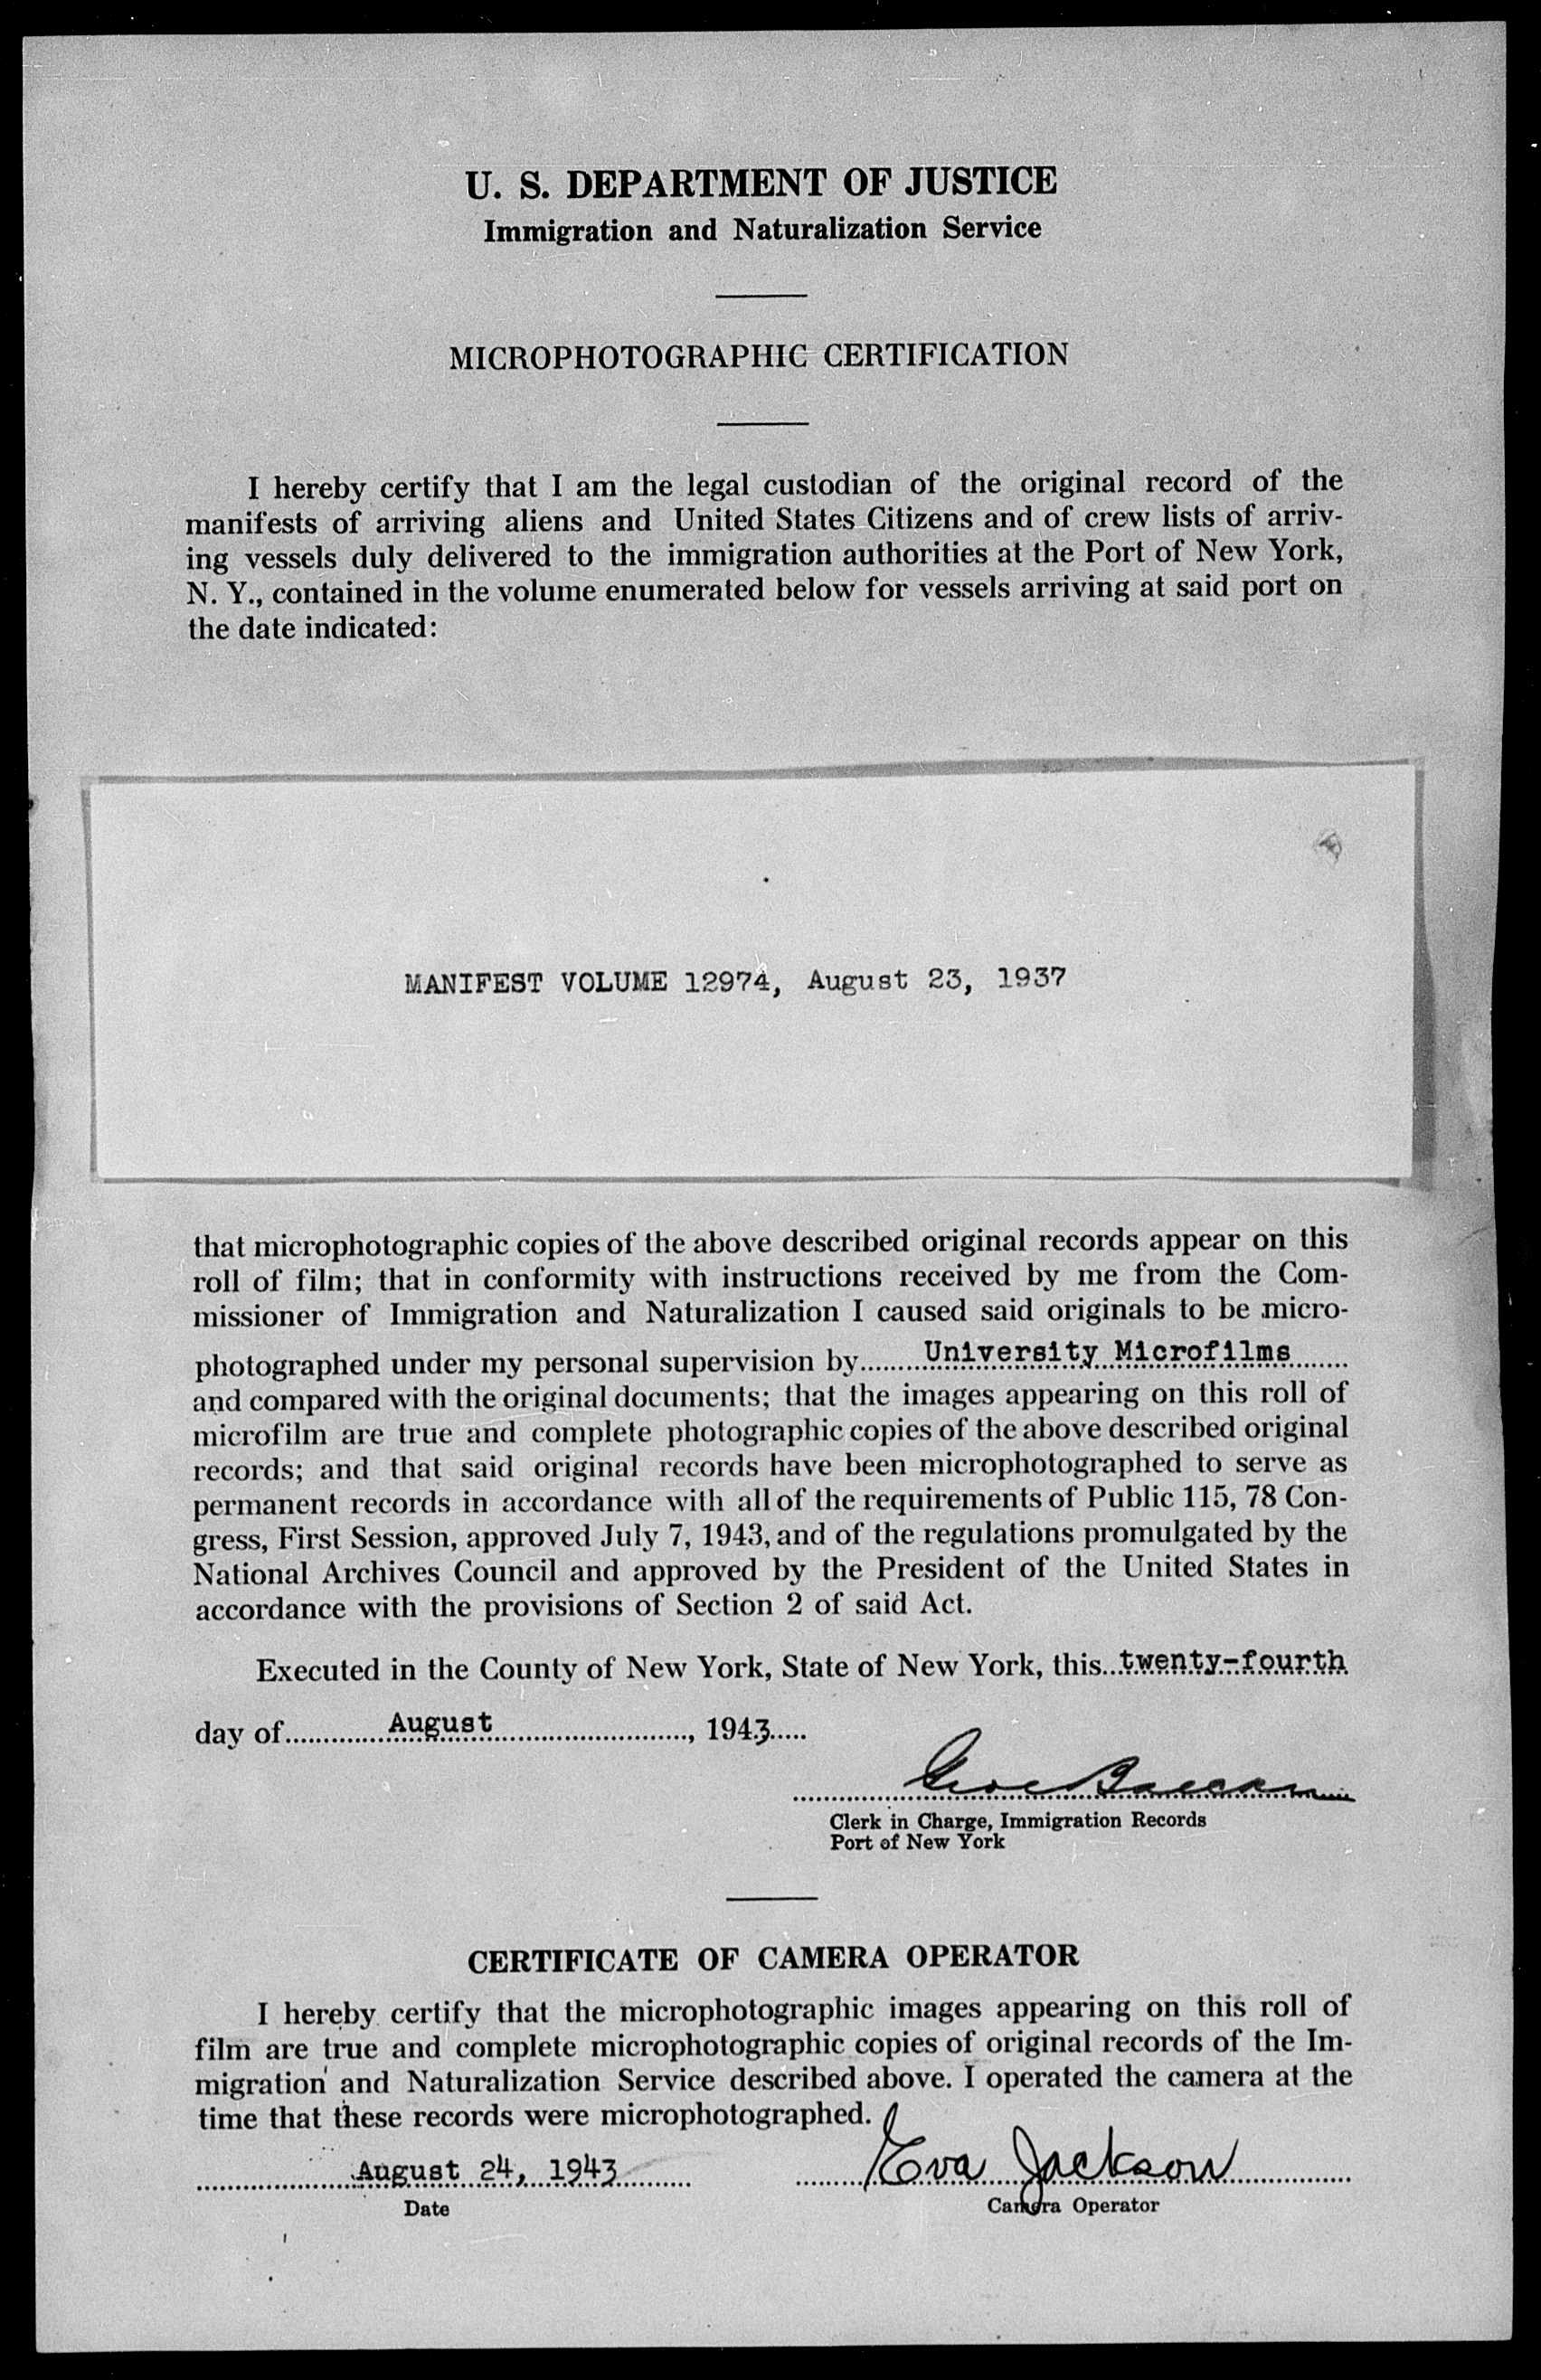 U. S. DEPARTMENT OF JUSTICE
Immigration and Naturalization Service
MICROPHOTOGRAPHIC CERTIFICATION
I hereby certify that I am the legal custodian of the original record of the
manifests of arriving aliens and United States Citizens and of crew lists of arriv-
ing vessels duly delivered to the immigration authorities at the Port of New York,
N. Y., contained in the volume enumerated below for vessels arriving at said port on
the date indicated:
MANIFEST VOLUME 12974, August 23, 1937
that microphotographic copies of the above described original records appear on this
roll of film; that in conformity with instructions received by me from the Com-
missioner of Immigration and Naturalization I caused said originals to be micro-
photographed under my personal supervision by University Microfilms
and compared with the original documents; that the images appearing on this roll of
microfilm are true and complete photographic copies of the above described original
records; and that said original records have been microphotographed to serve as
permanent records in accordance with all of the requirements of Public 115, 78 Con-
gress, First Session, approved July 7, 1943, and of the regulations promulgated by the
National Archives Council and approved by the President of the United States in
accordance with the provisions of Section 2 of said Act.
Executed in the County of New York, State of New York, this twenty-fourth
day of August, 1943
Clerk in Charge, Immigration Records
Port of New York
CERTIFICATE OF CAMERA OPERATOR
I hereby certify that the microphotographic images appearing on this roll of
film are true and complete microphotographic copies of original records of the Im-
migration and Naturalization Service described above. I operated the camera at the
time that these records were microphotographed.
August 24, 1943 Eva Jackson
Date Camera Operator